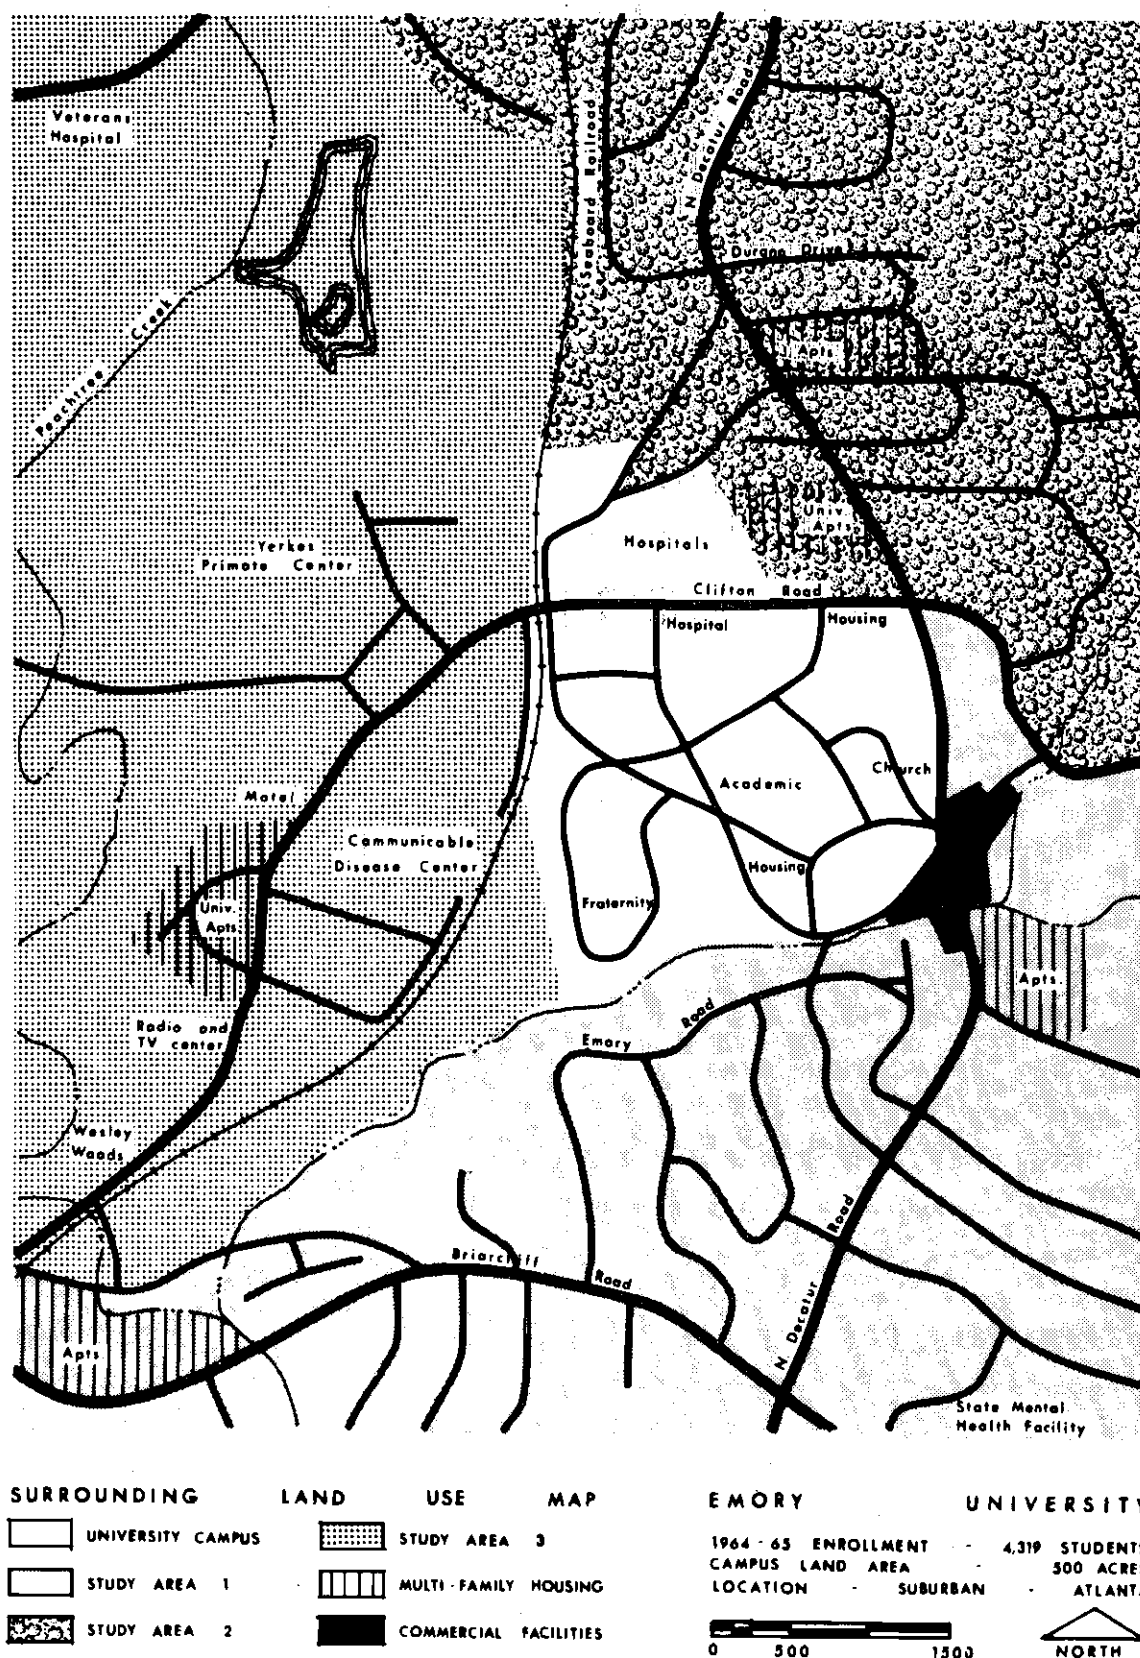 Veterans
Hospital
Seaboard Railroad
N Decatur Road
Durand Drive
Peachtree Creek
Apts.
Univ.
Apts.
Hospitals
Yerkes
Primate Center
Clifton Road
Hospital
Housing
Church
Academic
Motel
Communicable
Disease Center
Housing
Univ.
Apts.
Fraternity
Apts.
Radio and
TV center
Emory Road
Wesley
Woods
Briarcliff Road
N Decatur Road
Apts.
State Mental
Health Facility
SURROUNDING LAND USE MAP
UNIVERSITY CAMPUS
STUDY AREA 1
STUDY AREA 2
STUDY AREA 3
MULTI-FAMILY HOUSING
COMMERCIAL FACILITIES
EMORY UNIVERSITY
1964-65 ENROLLMENT - 4,319 STUDENTS
CAMPUS LAND AREA - 500 ACRE
LOCATION - SUBURBAN - ATLANT
0 500 1500
NORTH